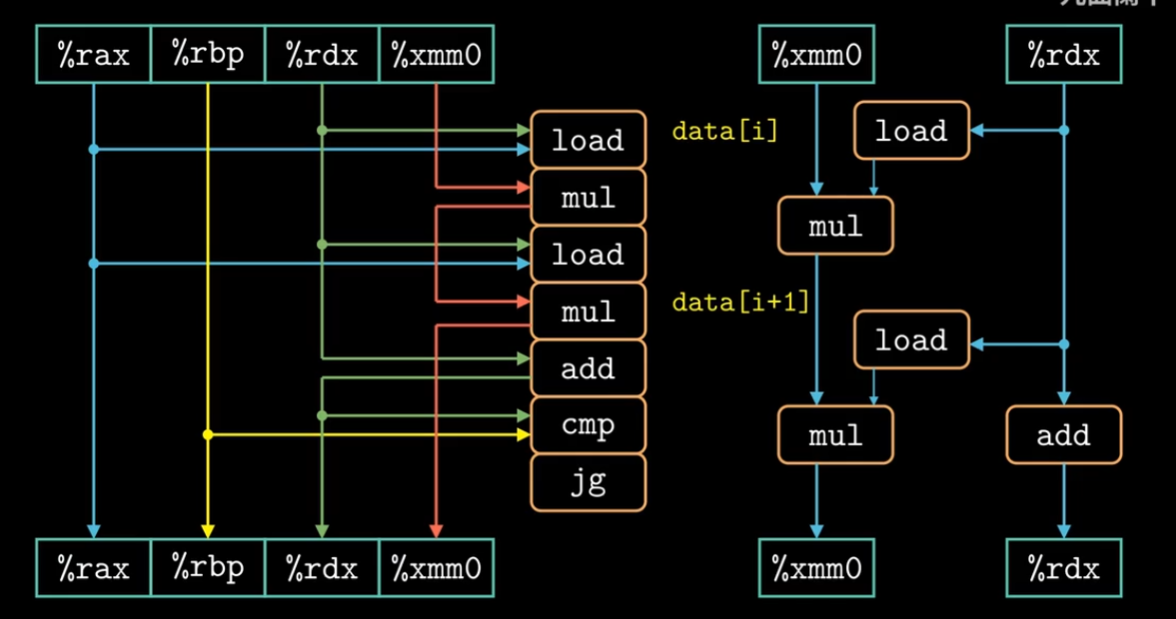 %rax %rbp %rdx %xmm0
%xmm0 %rdx
load
mul
load
mul
add
cmp
jg
data[i]
data[i+1]
load
mul
load
mul
add
%rax %rbp %rdx %xmm0
%xmm0 %rdx